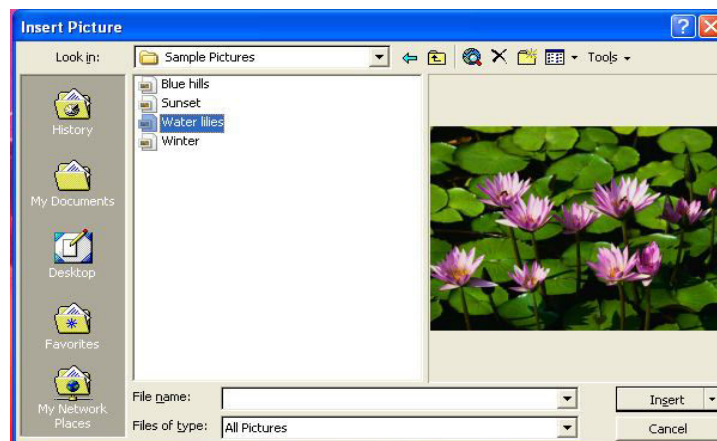 Insert Picture
Look in:
Sample Pictures
Tools
History
My Documents
Desktop
Favorites
My Network
Places
Blue hills
Sunset
Water lilies
Winter
File name:
Insert
Files of type:
All Pictures
Cancel